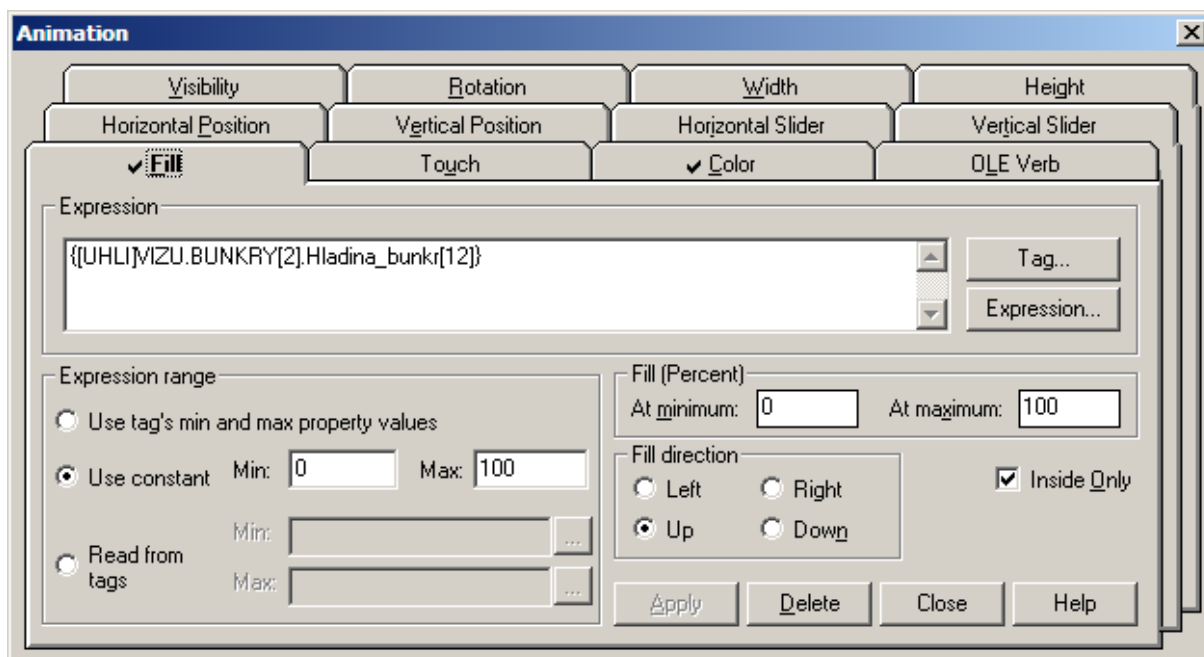 Animation
Visibility Rotation Width Height
Horizontal Position Vertical Position Horizontal Slider Vertical Slider
Fill Touch Color OLE Verb
Expression
{[UHLI]VIZU.BUNKRY[2].Hladina_bunkr[12]}
Tag...
Expression...
Expression range
Use tag's min and max property values
Use constant Min: 0 Max: 100
Read from tags
Min: ...
Max: ...
Fill (Percent)
At minimum: 0 At maximum: 100
Fill direction
Left Right
Up Down
Inside Only
Apply Delete Close Help